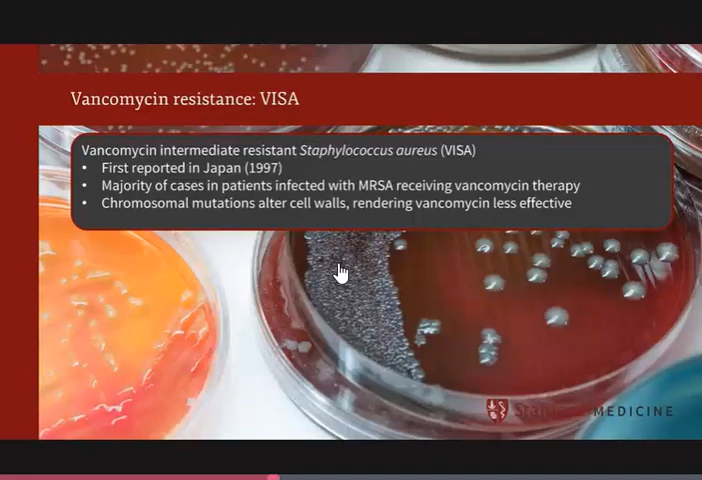 Vancomycin resistance: VISA
Vancomycin intermediate resistant Staphylococcus aureus (VISA)
• First reported in Japan (1997)
• Majority of cases in patients infected with MRSA receiving vancomycin therapy
• Chromosomal mutations alter cell walls, rendering vancomycin less effective
Stanford MEDICINE